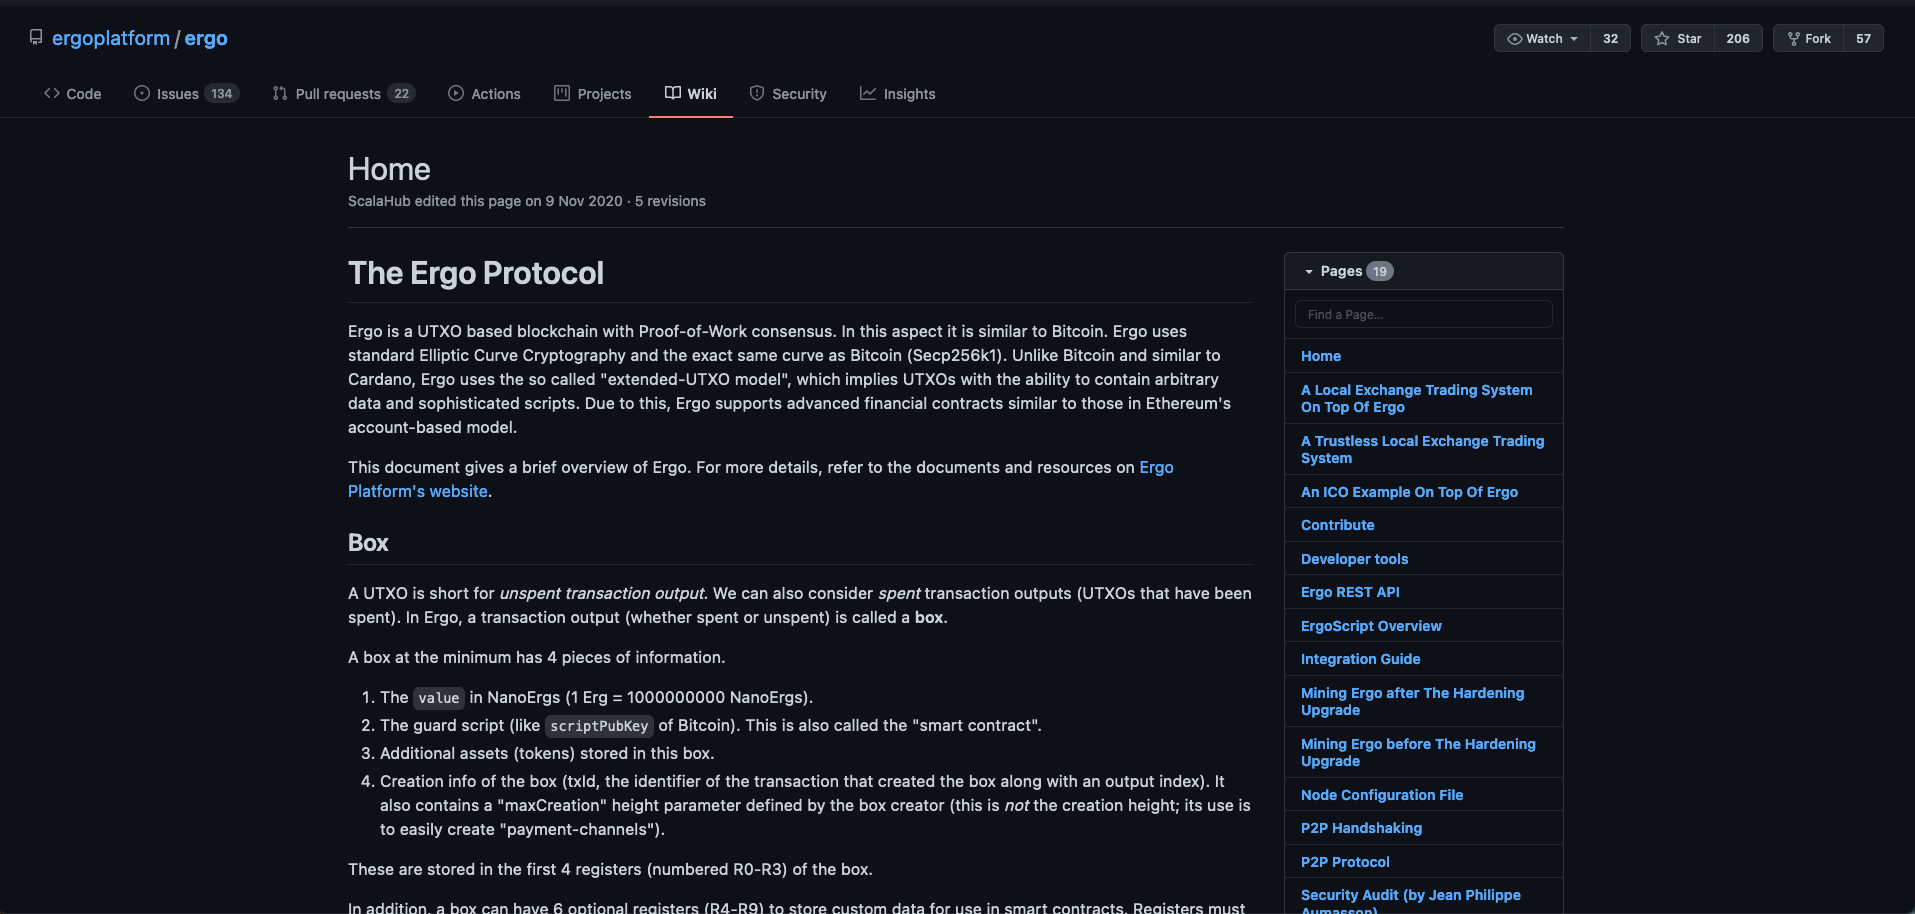 ergoplatform / ergo
Watch 32 Star 206 Fork 57
Code Issues 134 Pull requests 22 Actions Projects Wiki Security Insights
Home
ScalaHub edited this page on 9 Nov 2020 · 5 revisions
The Ergo Protocol
Ergo is a UTXO based blockchain with Proof-of-Work consensus. In this aspect it is similar to Bitcoin. Ergo uses
standard Elliptic Curve Cryptography and the exact same curve as Bitcoin (Secp256k1). Unlike Bitcoin and similar to
Cardano, Ergo uses the so called "extended-UTXO model", which implies UTXOs with the ability to contain arbitrary
data and sophisticated scripts. Due to this, Ergo supports advanced financial contracts similar to those in Ethereum's
account-based model.
This document gives a brief overview of Ergo. For more details, refer to the documents and resources on Ergo
Platform's website.
Box
A UTXO is short for unspent transaction output. We can also consider spent transaction outputs (UTXOs that have been
spent). In Ergo, a transaction output (whether spent or unspent) is called a box.
A box at the minimum has 4 pieces of information.
1. The value in NanoErgs (1 Erg = 1000000000 NanoErgs).
2. The guard script (like scriptPubKey of Bitcoin). This is also called the "smart contract".
3. Additional assets (tokens) stored in this box.
4. Creation info of the box (txId, the identifier of the transaction that created the box along with an output index). It
also contains a "maxCreation" height parameter defined by the box creator (this is not the creation height; its use is
to easily create "payment-channels").
These are stored in the first 4 registers (numbered R0-R3) of the box.
In addition, a box can have 6 optional registers (R4-R9) to store custom data for use in smart contracts. Registers must
Pages 19
Find a Page...
Home
A Local Exchange Trading System
On Top Of Ergo
A Trustless Local Exchange Trading
System
An ICO Example On Top Of Ergo
Contribute
Developer tools
Ergo REST API
ErgoScript Overview
Integration Guide
Mining Ergo after The Hardening
Upgrade
Mining Ergo before The Hardening
Upgrade
Node Configuration File
P2P Handshaking
P2P Protocol
Security Audit (by Jean Philippe
Aumasson)